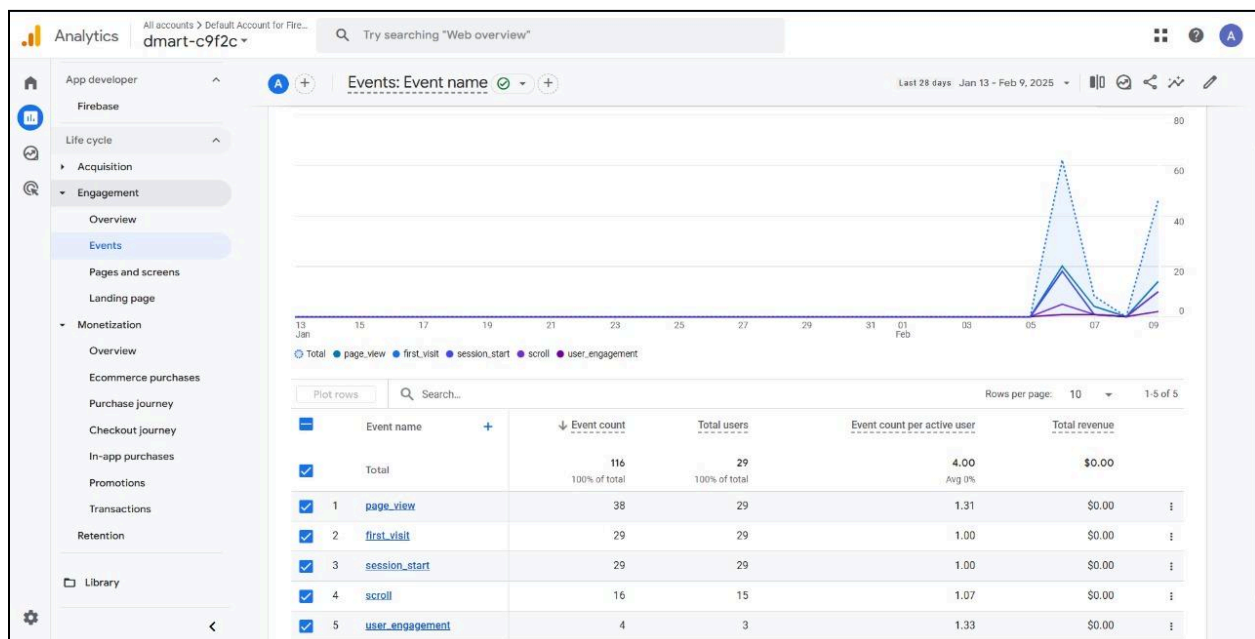 Analytics
All accounts > Default Account for Fire...
dmart-c9f2c
Try searching "Web overview"
A
App developer
Firebase
Life cycle
Acquisition
Engagement
Overview
Events
Pages and screens
Landing page
Monetization
Overview
Ecommerce purchases
Purchase journey
Checkout journey
In-app purchases
Promotions
Transactions
Retention
Library
A
Events: Event name
Last 28 days Jan 13 - Feb 9, 2025
80
60
40
20
0
13 15 17 19 21 23 25 27 29 31 01 03 05 07 09
Jan Feb
Total page_view first_visit session_start scroll user_engagement
Plot rows Search... Rows per page: 10 1-5 of 5
Event name + Event count Total users Event count per active user Total revenue
Total 116 29 4.00 $0.00
100% of total 100% of total Avg 0%
1 page_view 38 29 1.31 $0.00
2 first_visit 29 29 1.00 $0.00
3 session_start 29 29 1.00 $0.00
4 scroll 16 15 1.07 $0.00
5 user_engagement 4 3 1.33 $0.00